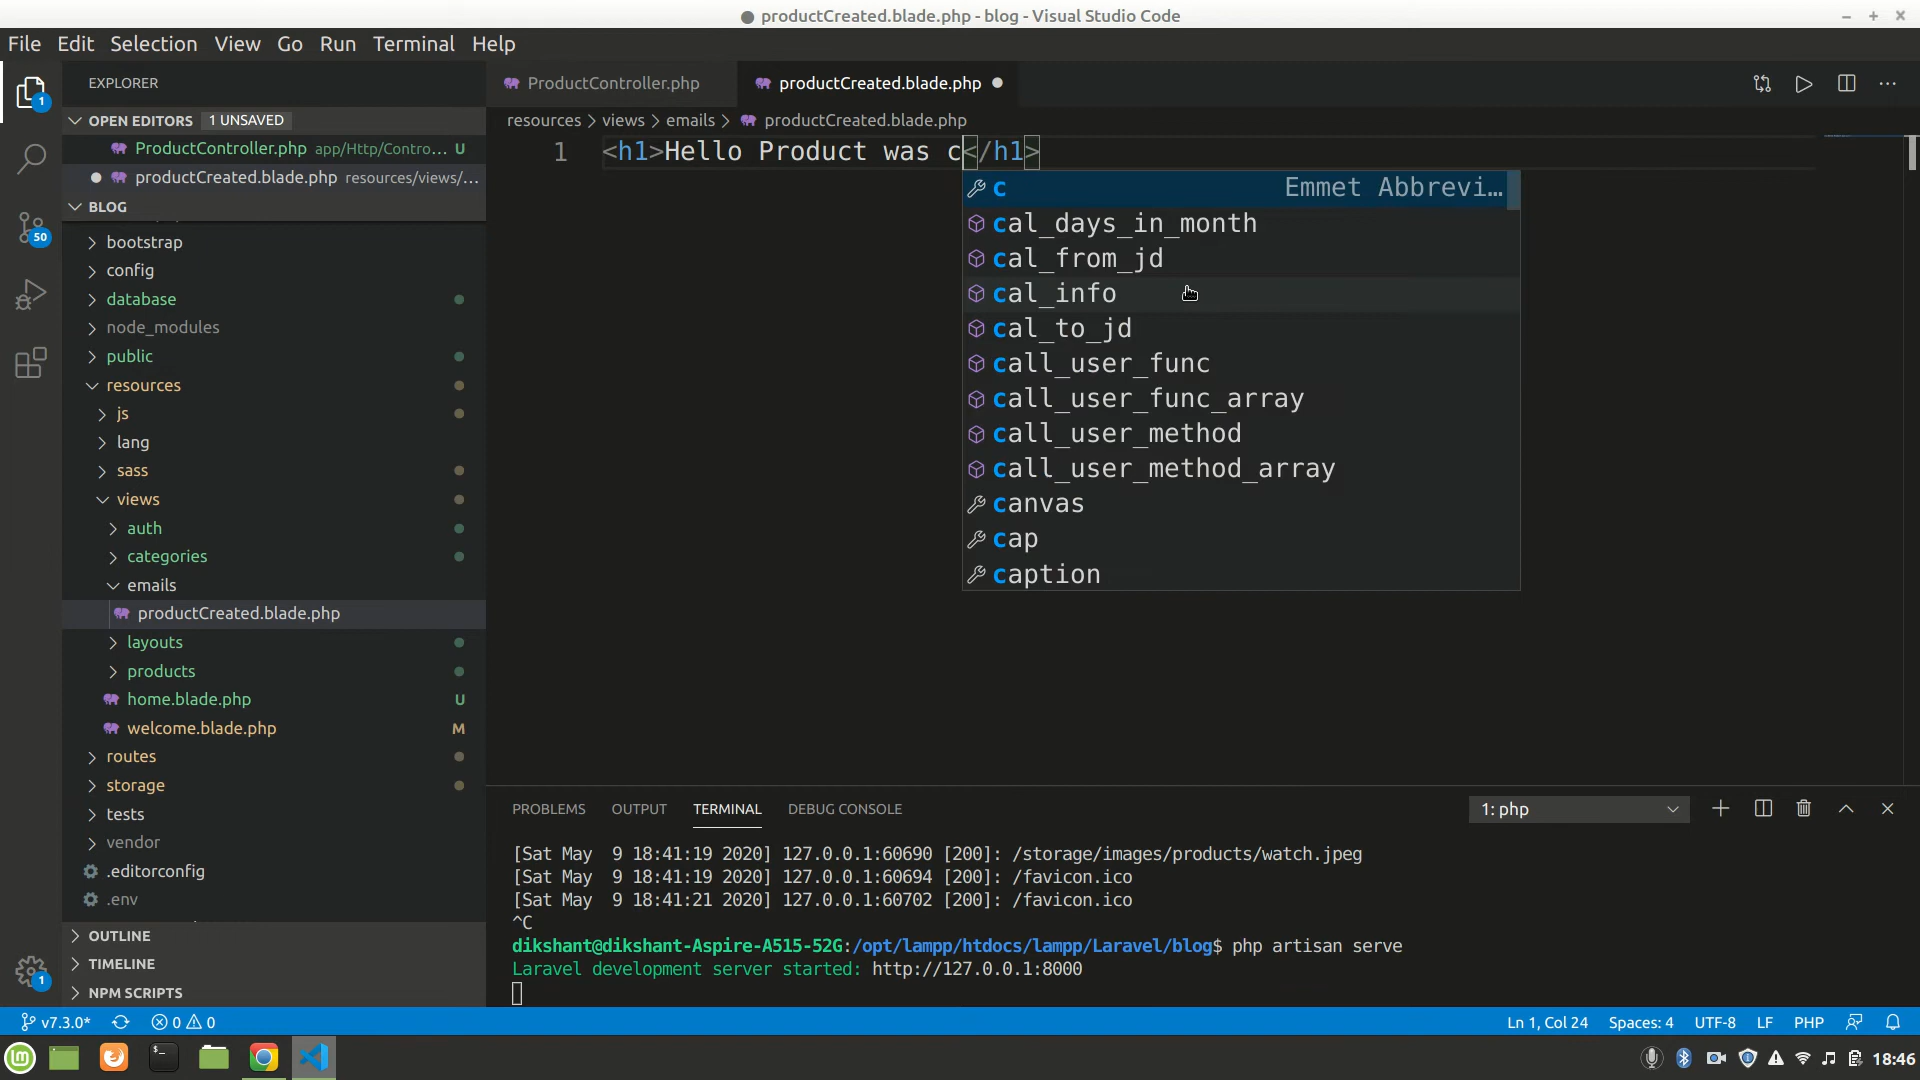 productCreated.blade.php - blog - Visual Studio Code
File Edit Selection View Go Run Terminal Help
EXPLORER
ProductController.php
productCreated.blade.php
OPEN EDITORS 1 UNSAVED
ProductController.php app/Http/Contro... U
productCreated.blade.php resources/views/...
BLOG
bootstrap
config
database
node_modules
public
resources
js
lang
sass
views
auth
categories
emails
productCreated.blade.php
layouts
products
home.blade.php U
welcome.blade.php M
routes
storage
tests
vendor
.editorconfig
.env
OUTLINE
TIMELINE
NPM SCRIPTS
1
50
1
resources > views > emails > productCreated.blade.php
1 <h1>Hello Product was c</h1>
c Emmet Abbrevi...
cal_days_in_month
cal_from_jd
cal_info
cal_to_jd
call_user_func
call_user_func_array
call_user_method
call_user_method_array
canvas
cap
caption
PROBLEMS OUTPUT TERMINAL DEBUG CONSOLE 1: php
[Sat May  9 18:41:19 2020] 127.0.0.1:60690 [200]: /storage/images/products/watch.jpeg
[Sat May  9 18:41:19 2020] 127.0.0.1:60694 [200]: /favicon.ico
[Sat May  9 18:41:21 2020] 127.0.0.1:60702 [200]: /favicon.ico
^C
dikshant@dikshant-Aspire-A515-52G:/opt/lampp/htdocs/lampp/Laravel/blog$ php artisan serve
Laravel development server started: http://127.0.0.1:8000
v7.3.0* 0 0 Ln 1, Col 24 Spaces: 4 UTF-8 LF PHP
18:46